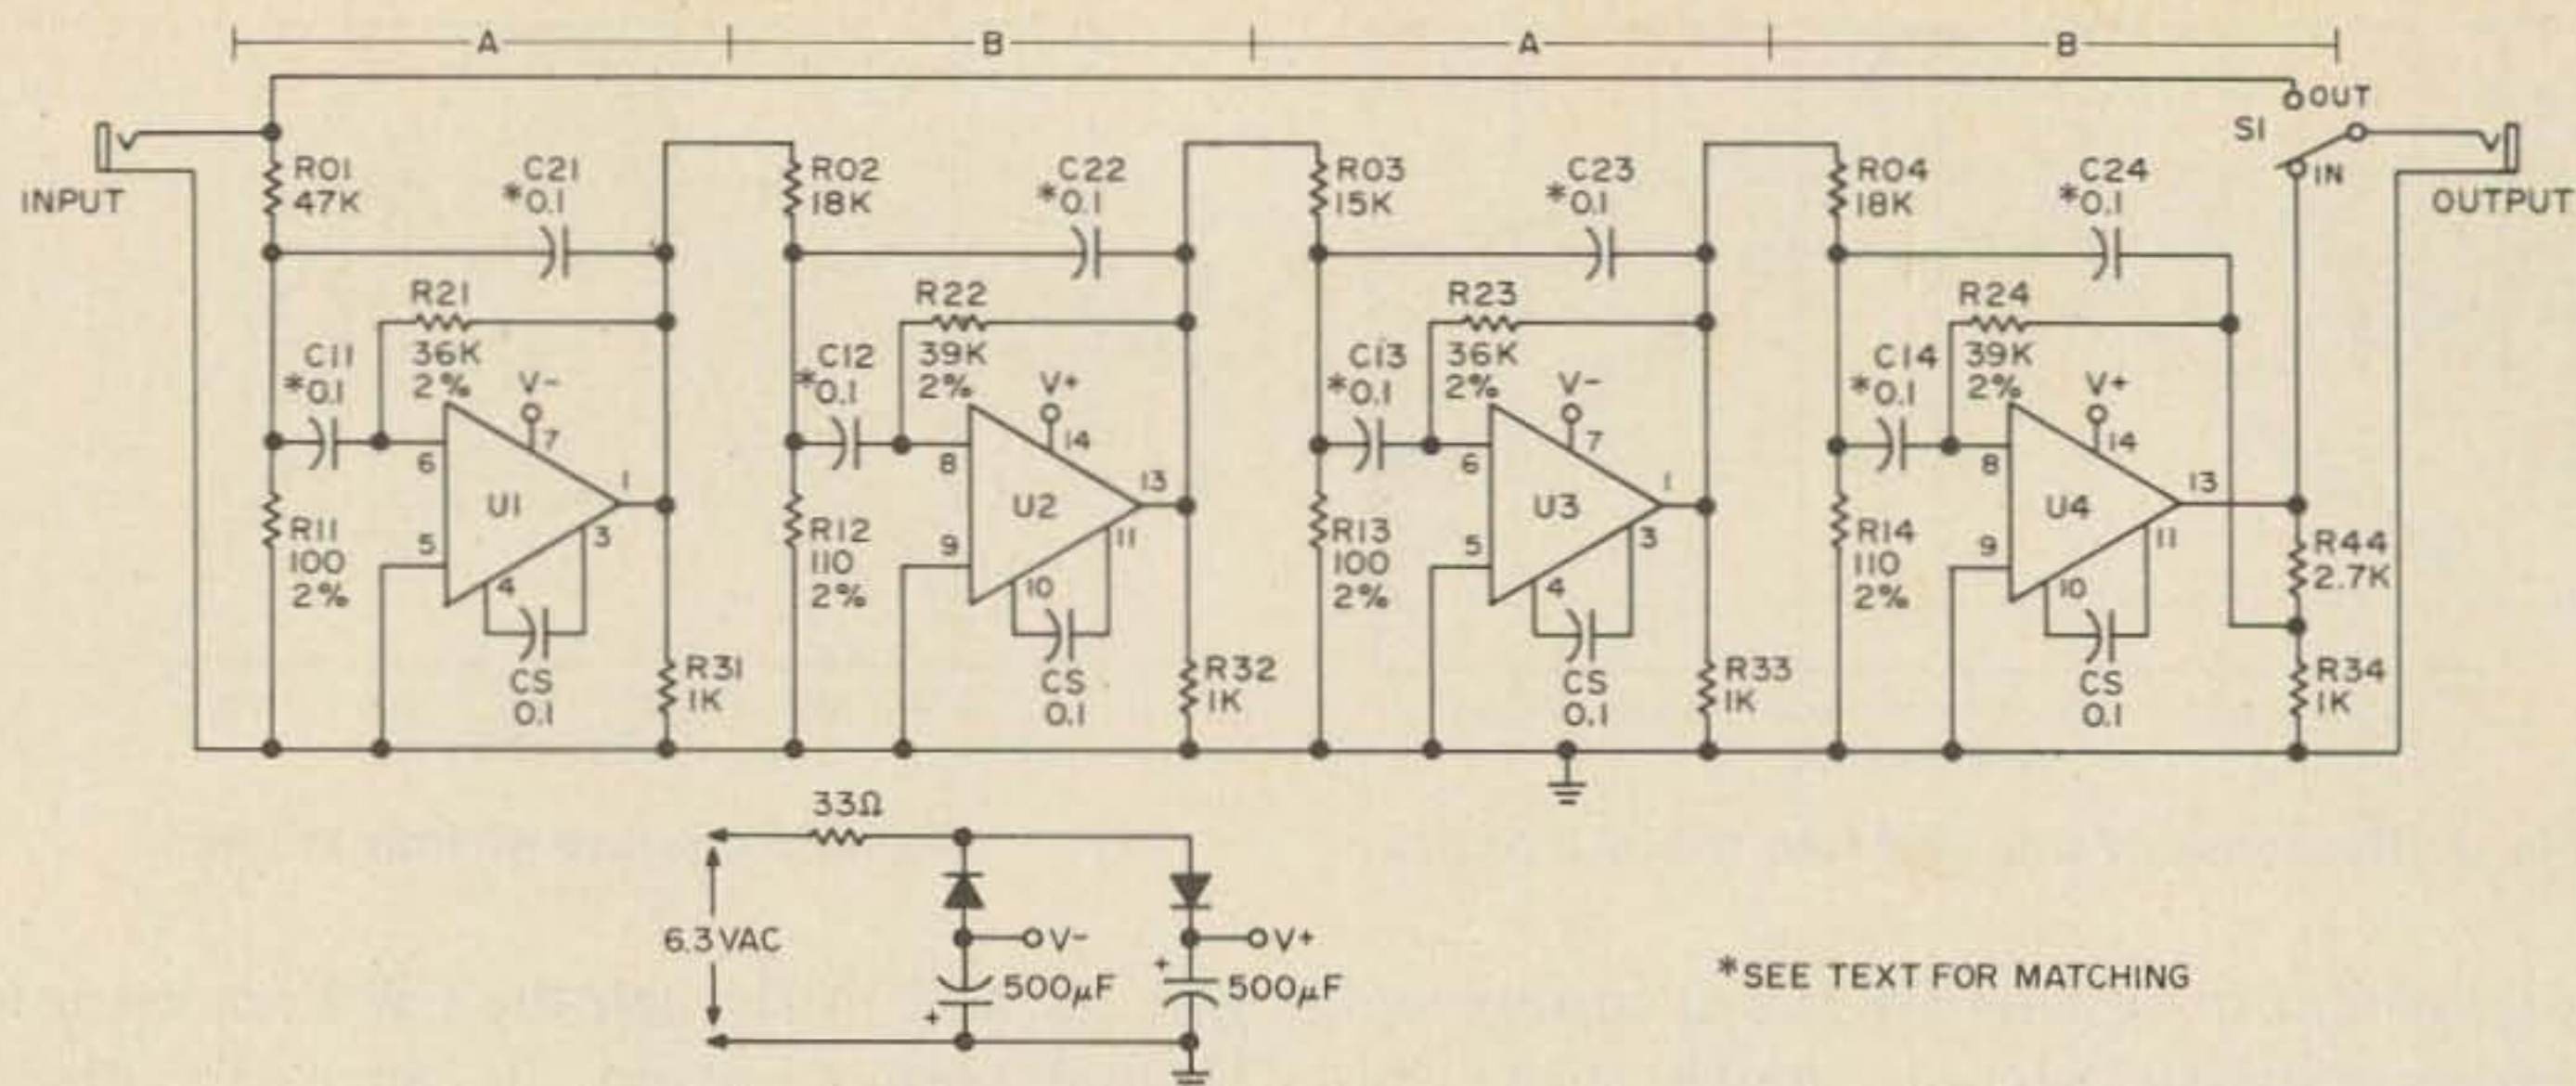 A
B
A
B
OUT
S1
IN
INPUT
OUTPUT
R01
47K
C21
*0.1
R02
18K
C22
*0.1
R03
15K
C23
*0.1
R04
18K
C24
*0.1
R21
36K
2%
R22
39K
2%
R23
36K
2%
R24
39K
2%
C11
*0.1
V-
7
C12
*0.1
V+
14
C13
*0.1
V-
7
C14
*0.1
V+
14
6
U1
1
5
4
3
8
U2
13
9
10
11
6
U3
1
5
4
3
8
U4
13
9
10
11
R11
100
2%
R12
110
2%
R13
100
2%
R14
110
2%
R44
2.7K
CS
0.1
R31
1K
CS
0.1
R32
1K
CS
0.1
R33
1K
CS
0.1
R34
1K
33Ω
6.3VAC
V-
500µF
+
V+
+
500µF
*SEE TEXT FOR MATCHING